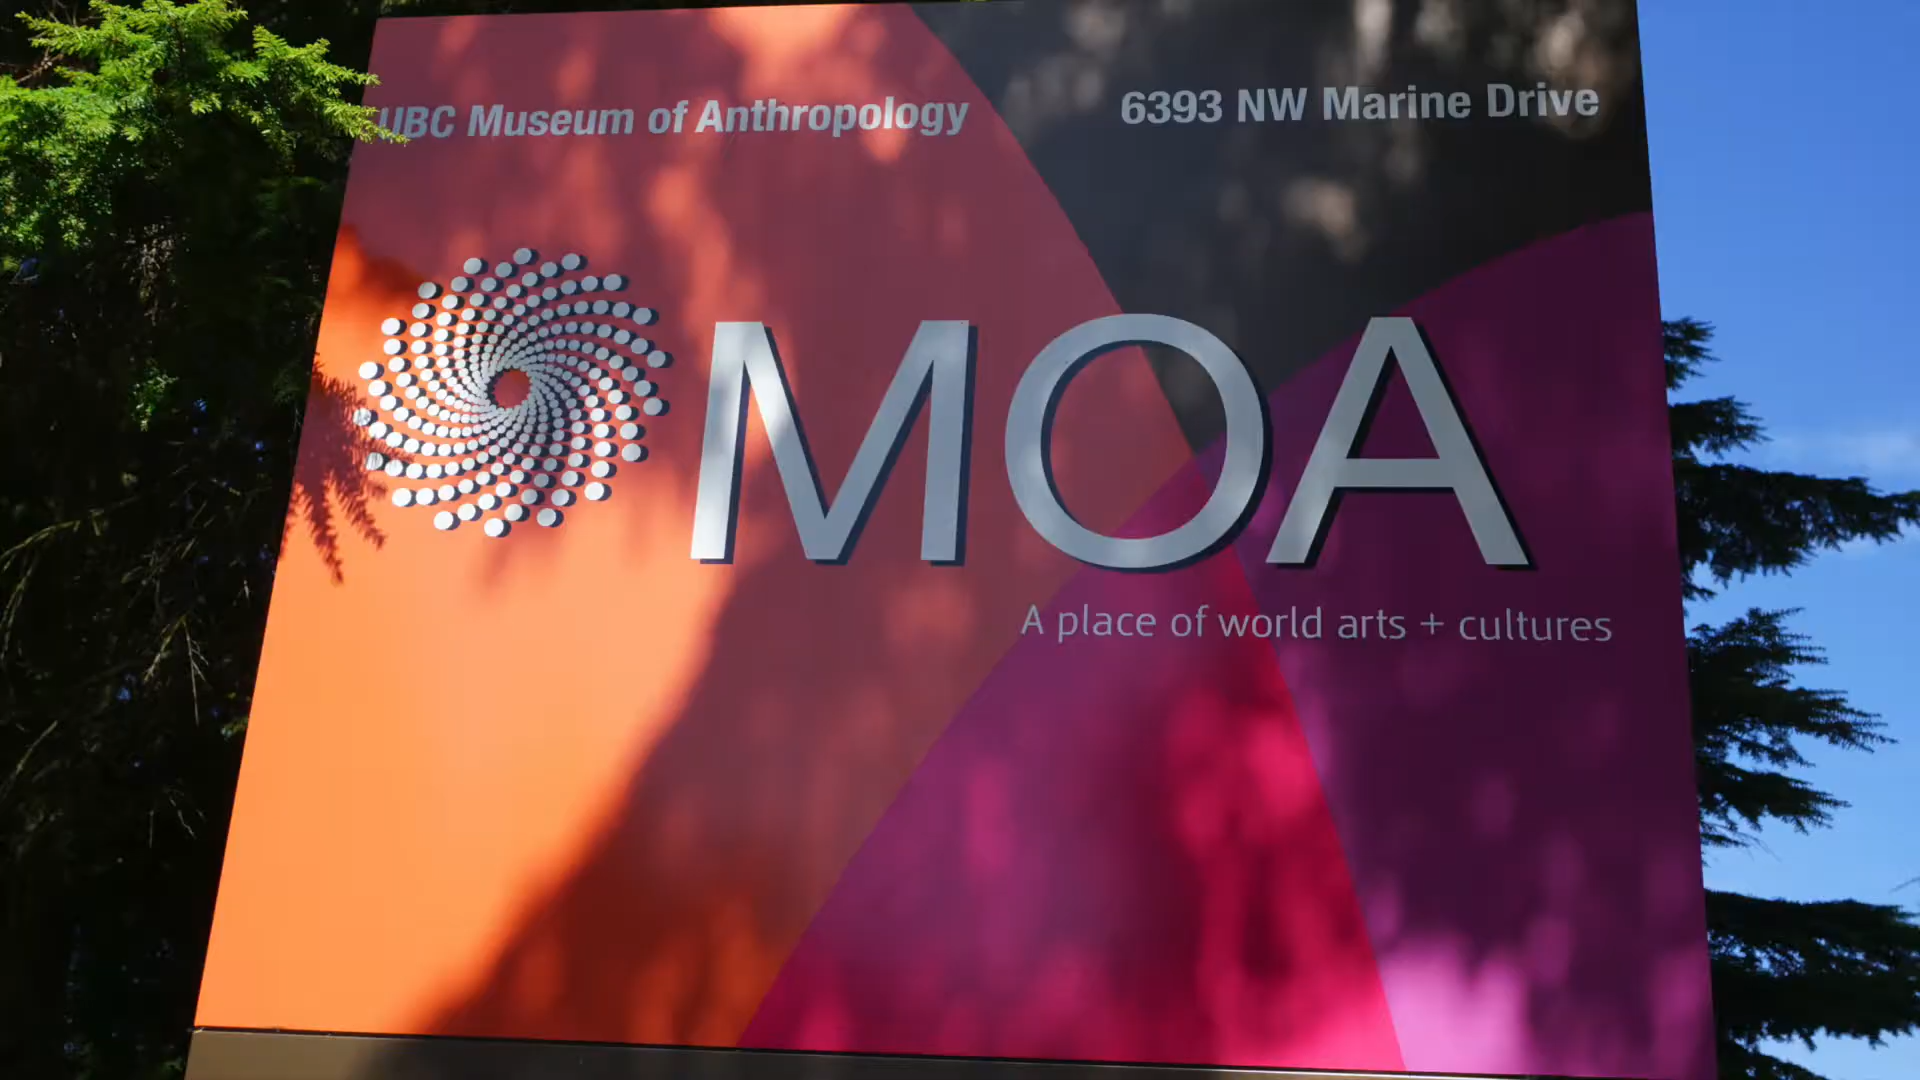 UBC Museum of Anthropology
6393 NW Marine Drive
MOA
A place of world arts + cultures